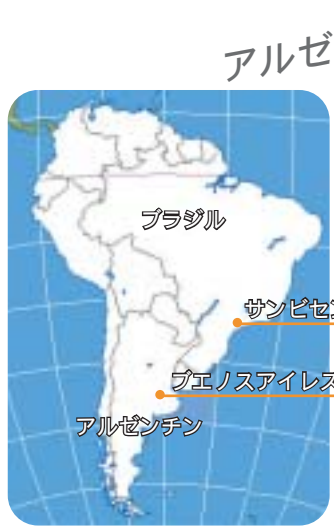 アルゼ
ブラジル
サンビセン
ブエノスアイレス
アルゼンチン